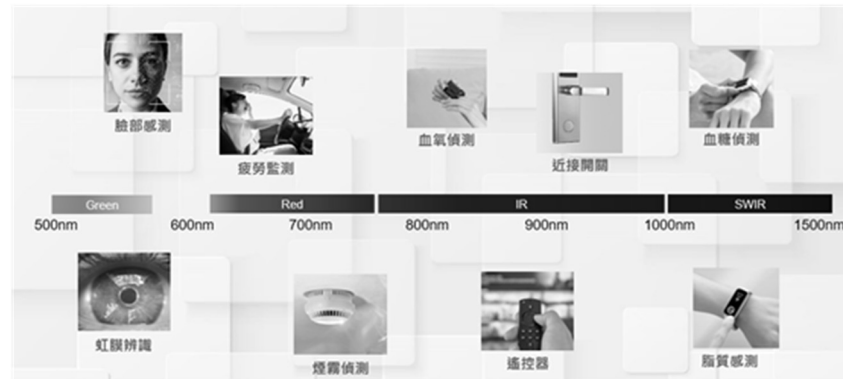 臉部感測
疲勞監測
血氧偵測
近接開關
血糖偵測
Green
Red
IR
SWIR
500nm
600nm
700nm
800nm
900nm
1000nm
1500nm
虹膜辨識
煙霧偵測
遙控器
脂質感測